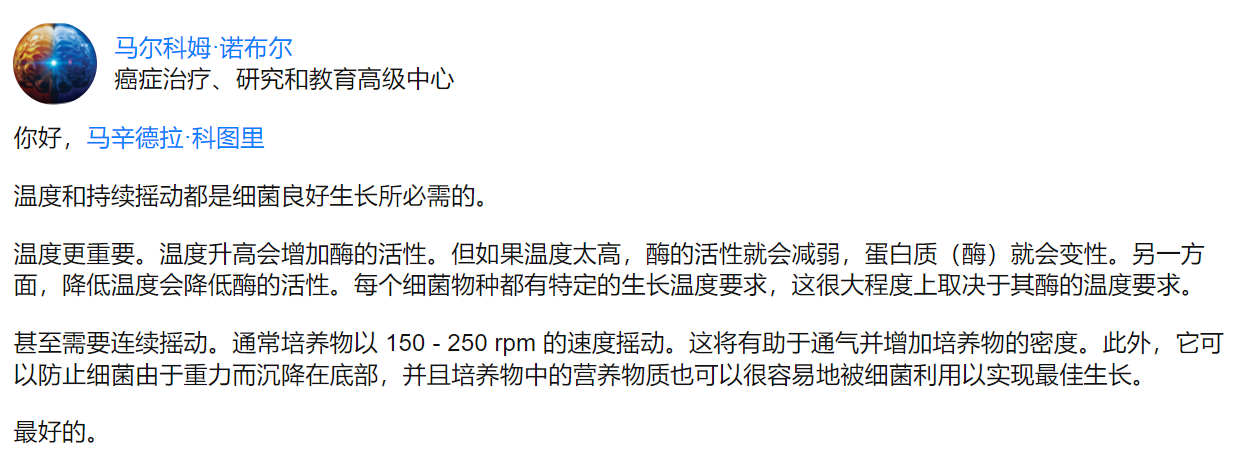 马尔科姆·诺布尔
癌症治疗、研究和教育高级中心
你好，马辛德拉·科图里
温度和持续摇动都是细菌良好生长所必需的。
温度更重要。温度升高会增加酶的活性。但如果温度太高，酶的活性就会减弱，蛋白质（酶）就会变性。另一方
面，降低温度会降低酶的活性。每个细菌物种都有特定的生长温度要求，这很大程度上取决于其酶的温度要求。
甚至需要连续摇动。通常培养物以 150 - 250 rpm 的速度摇动。这将有助于通气并增加培养物的密度。此外，它可
以防止细菌由于重力而沉降在底部，并且培养物中的营养物质也可以很容易地被细菌利用以实现最佳生长。
最好的。